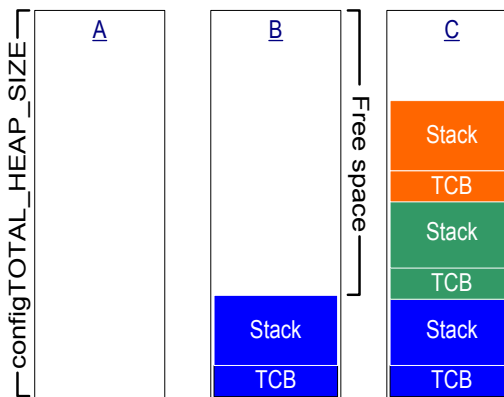 configTOTAL_HEAP_SIZE
A
B
Free space
C
Stack
TCB
Stack
TCB
Stack
TCB
Stack
TCB